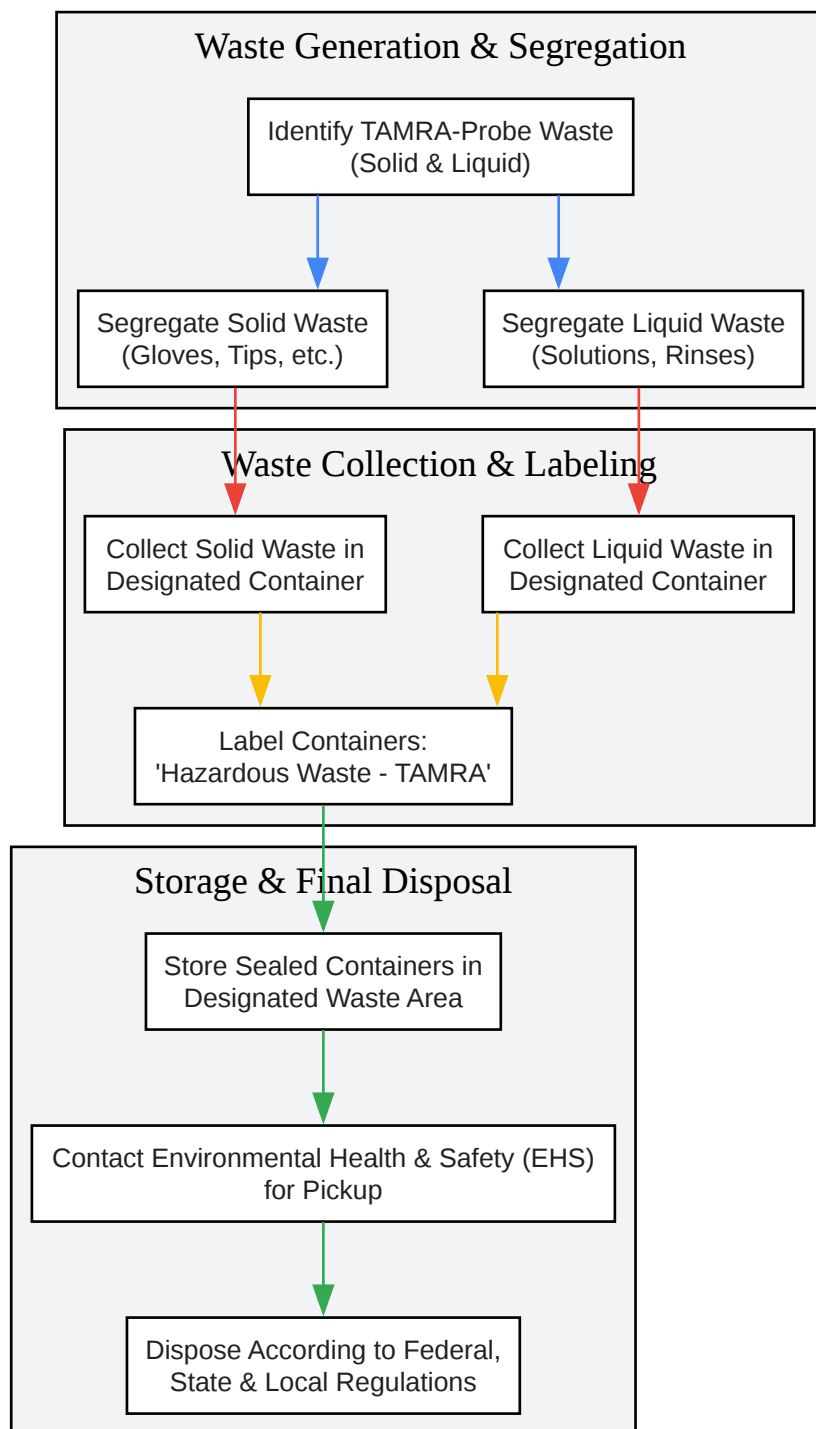 Waste Generation & Segregation
Identify TAMRA-Probe Waste
(Solid & Liquid)
Segregate Solid Waste
(Gloves, Tips, etc.)
Segregate Liquid Waste
(Solutions, Rinses)
Waste Collection & Labeling
Collect Solid Waste in
Designated Container
Collect Liquid Waste in
Designated Container
Label Containers:
'Hazardous Waste - TAMRA'
Storage & Final Disposal
Store Sealed Containers in
Designated Waste Area
Contact Environmental Health & Safety (EHS)
for Pickup
Dispose According to Federal,
State & Local Regulations